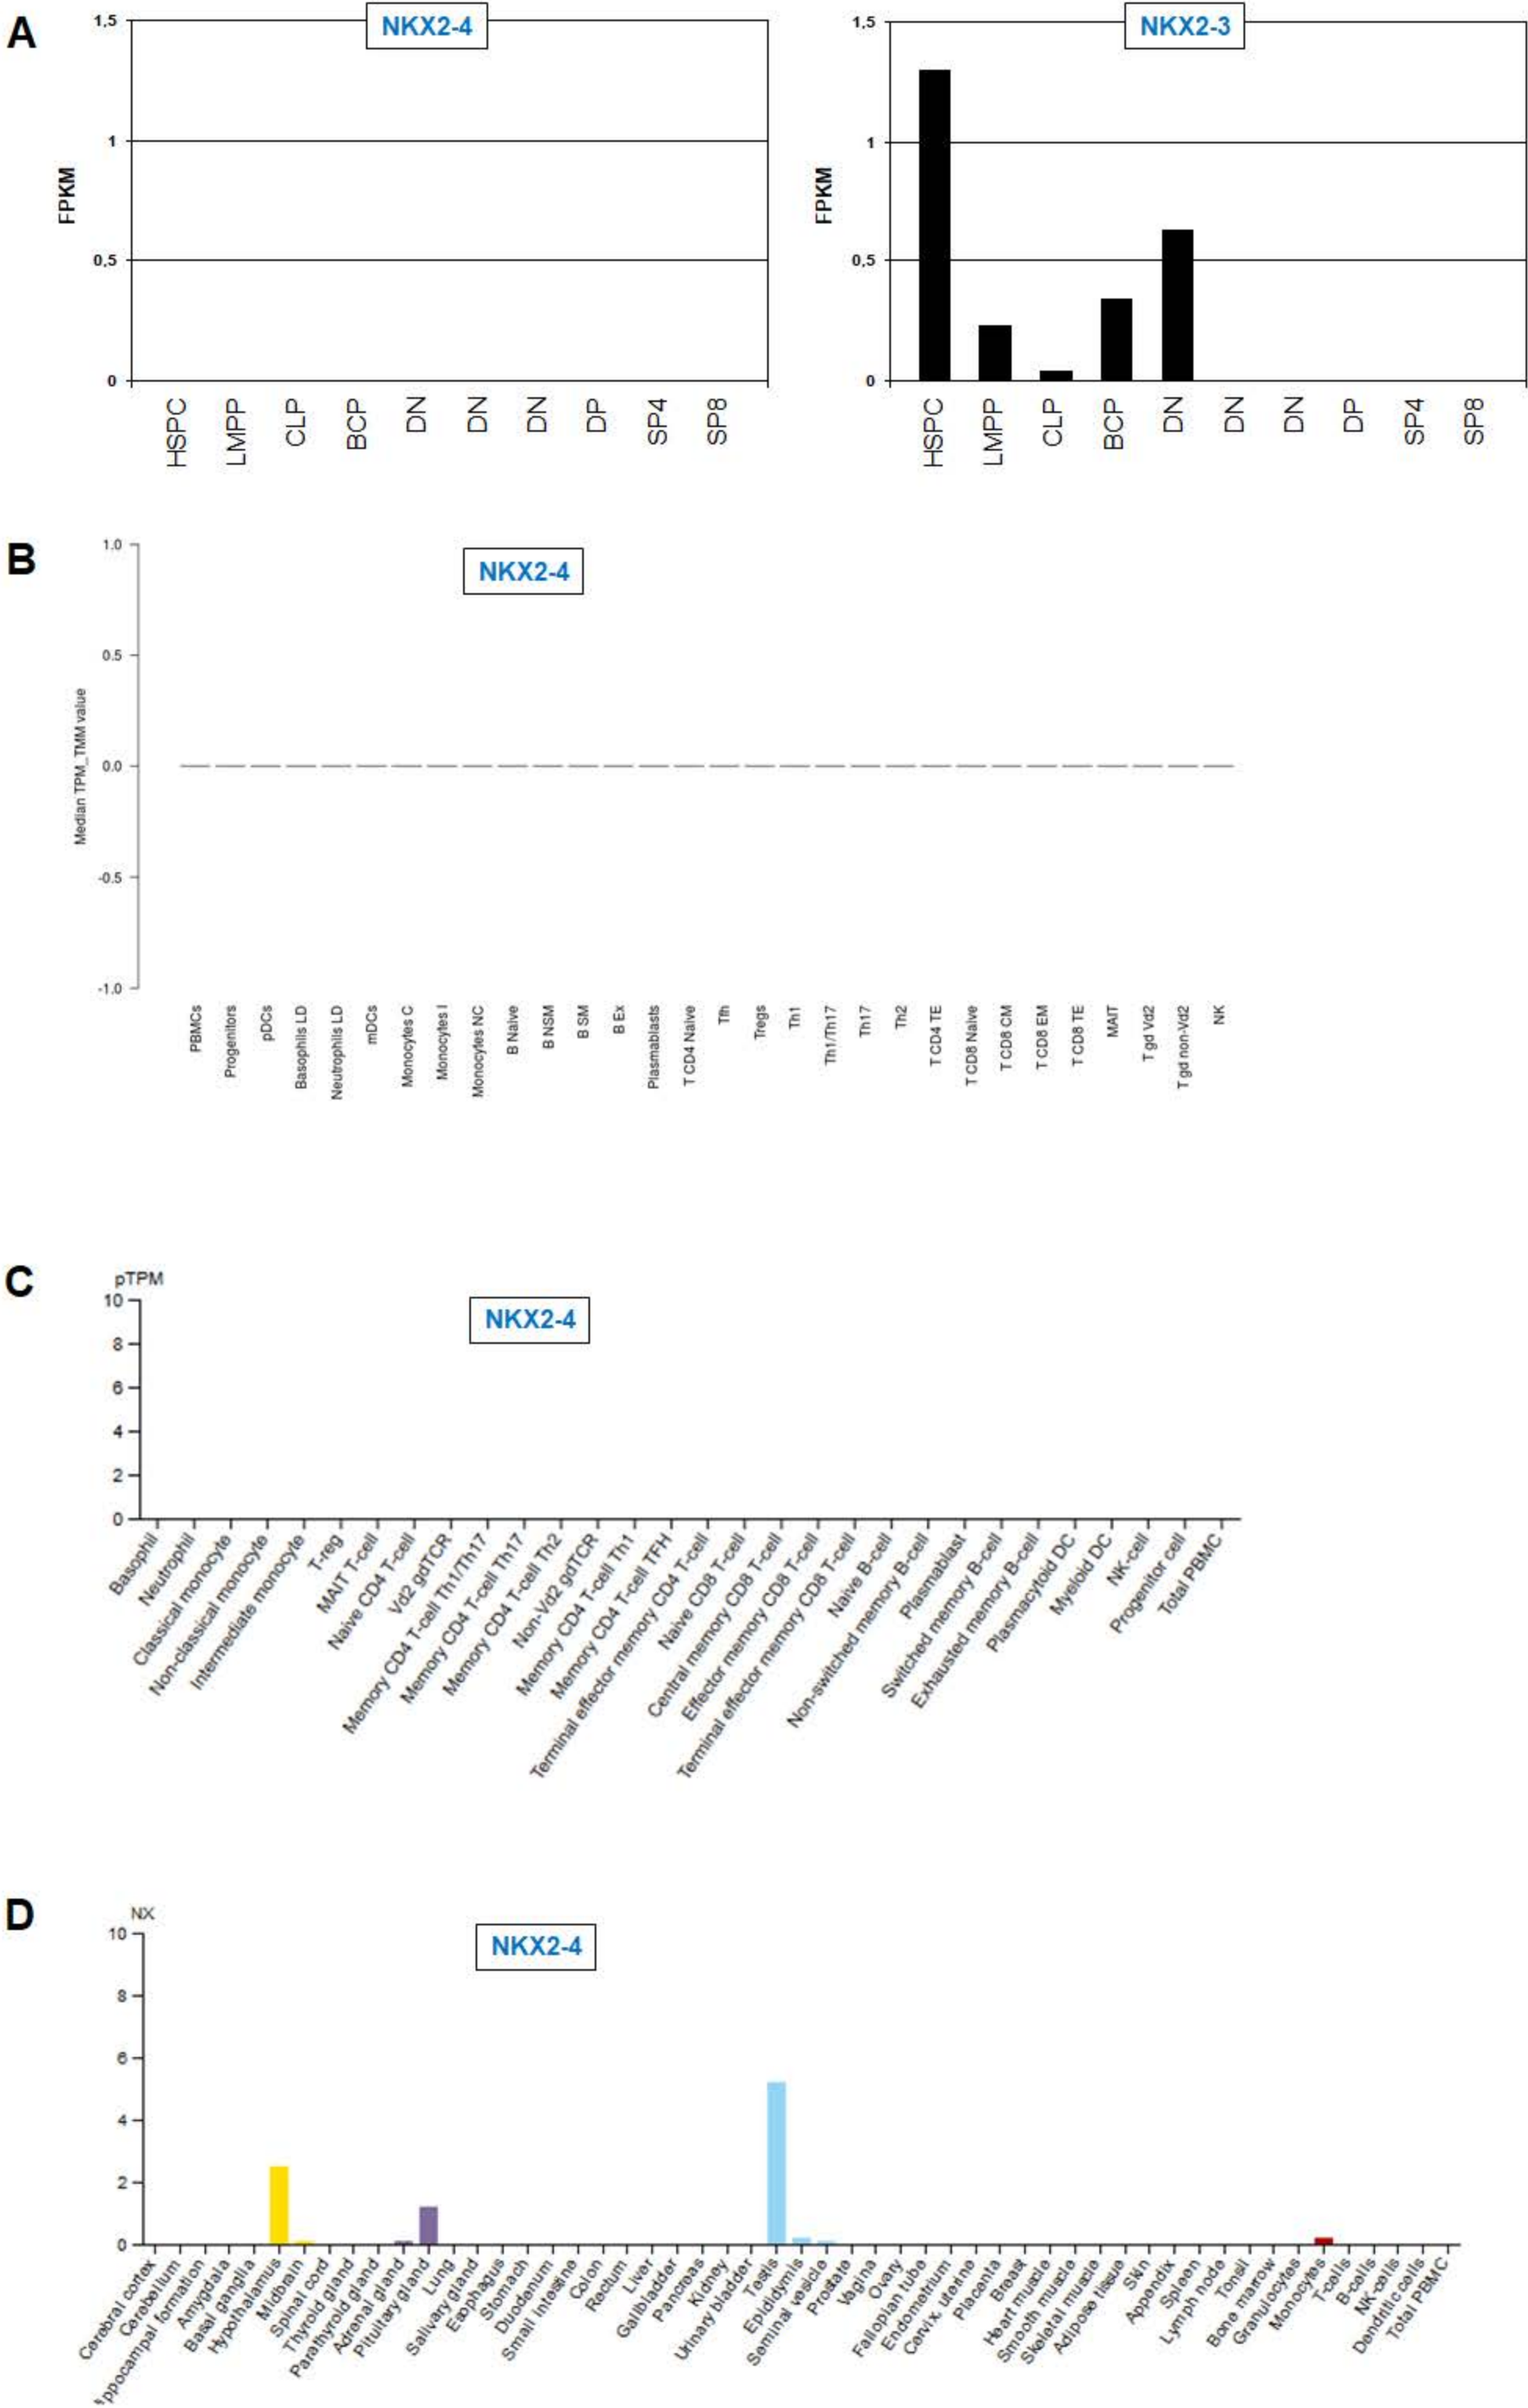 A
NKX2-4
NKX2-3
1,5
1
0,5
0
FPKM
HSPC
LMPP
CLP
BCP
DN
DN
DN
DP
SP4
SP8
1,5
1
0,5
0
FPKM
HSPC
LMPP
CLP
BCP
DN
DN
DN
DP
SP4
SP8
B
NKX2-4
1.0
0.5
0.0
-0.5
-1.0
Median TPM_TMM value
PBMCs
Progenitors
pDCs
Basophils LD
Neutrophils LD
mDCs
Monocytes C
Monocytes I
Monocytes NC
B Naive
B NSM
B SM
B Ex
Plasmablasts
T CD4 Naive
Tfh
Tregs
Th1
Th1/Th17
Th17
Th2
T CD4 TE
T CD8 Naive
T CD8 CM
T CD8 EM
T CD8 TE
MAIT
T gd Vd2
T gd non-Vd2
NK
C
pTPM
NKX2-4
10
8
6
4
2
0
Basophil
Neutrophil
Classical monocyte
Non-classical monocyte
Intermediate monocyte
T-reg
MAIT T-cell
Naive CD4 T-cell
Vd2 gdTCR
Memory CD4 T-cell Th1/Th17
Memory CD4 T-cell Th17
Memory CD4 T-cell Th2
Non-Vd2 gdTCR
Memory CD4 T-cell Th1
Memory CD4 T-cell TFH
Terminal effector memory CD4 T-cell
Naive CD8 T-cell
Central memory CD8 T-cell
Effector memory CD8 T-cell
Terminal effector memory CD8 T-cell
Naive B-cell
Non-switched memory B-cell
Plasmablast
Switched memory B-cell
Exhausted memory B-cell
Plasmacytoid DC
Myeloid DC
NK-cell
Progenitor cell
Total PBMC
D
NX
NKX2-4
10
8
6
4
2
0
Cerebral cortex
Cerebellum
ippocampal formation
Amygdala
Basal ganglia
Hypothalamus
Midbrain
Spinal cord
Thyroid gland
Parathyroid gland
Adrenal gland
Pituitary gland
Lung
Salivary gland
Esophagus
Stomach
Duodenum
Small intestine
Colon
Rectum
Liver
Gallbladder
Pancreas
Kidney
Urinary bladder
Testis
Epididymis
Seminal vesicle
Prostate
Vagina
Ovary
Fallopian tube
Endometrium
Cervix, uterine
Placenta
Breast
Heart muscle
Smooth muscle
Skeletal muscle
Adipose tissue
Skin
Appendix
Spleen
Lymph node
Tonsil
Bone marrow
Granulocytes
Monocytes
T-cells
B-cells
NK-cells
Dendritic cells
Total PBMC